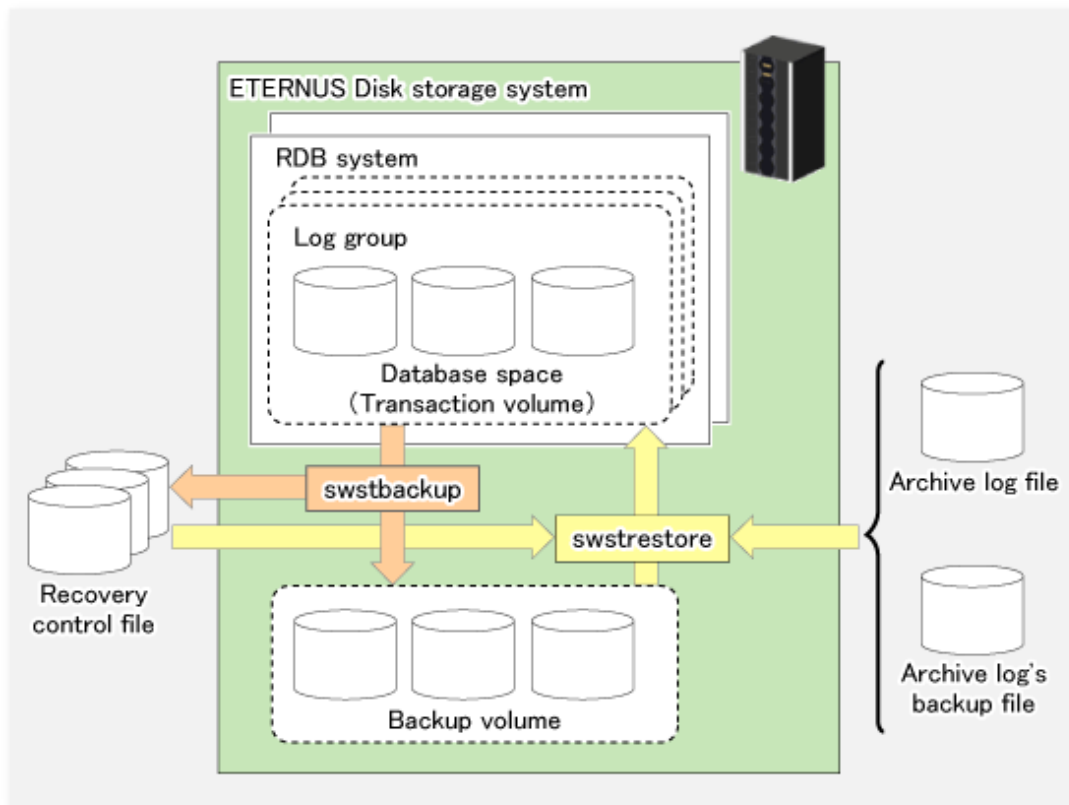 ETERNUS Disk storage system
RDB system
Log group
Database space
(Transaction volume)
swstbackup
swstrestore
Recovery
control file
Archive log file
Archive log's
backup file
Backup volume